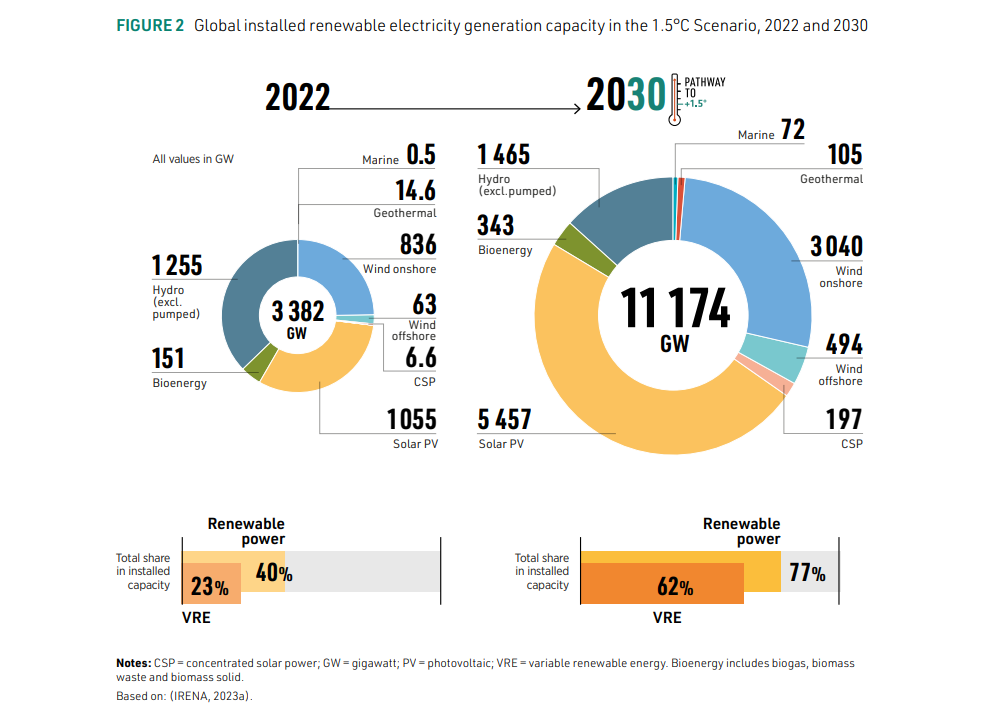 FIGURE 2 Global installed renewable electricity generation capacity in the 1.5°C Scenario, 2022 and 2030
2022
2030
PATHWAY
TO
+1.5°
All values in GW
Marine 0.5
14.6
Geothermal
836
Wind onshore
63
Wind
offshore
6.6
CSP
1 055
Solar PV
151
Bioenergy
1 255
Hydro
(excl.
pumped)
3 382
GW
Marine 72
105
Geothermal
3 040
Wind
onshore
494
Wind
offshore
197
CSP
5 457
Solar PV
343
Bioenergy
1 465
Hydro
(excl.pumped)
11 174
GW
Renewable
power
Total share
in installed
capacity
23%
40%
VRE
Renewable
power
Total share
in installed
capacity
62%
77%
VRE
Notes: CSP = concentrated solar power; GW = gigawatt; PV = photovoltaic; VRE = variable renewable energy. Bioenergy includes biogas, biomass
waste and biomass solid.
Based on: (IRENA, 2023a).